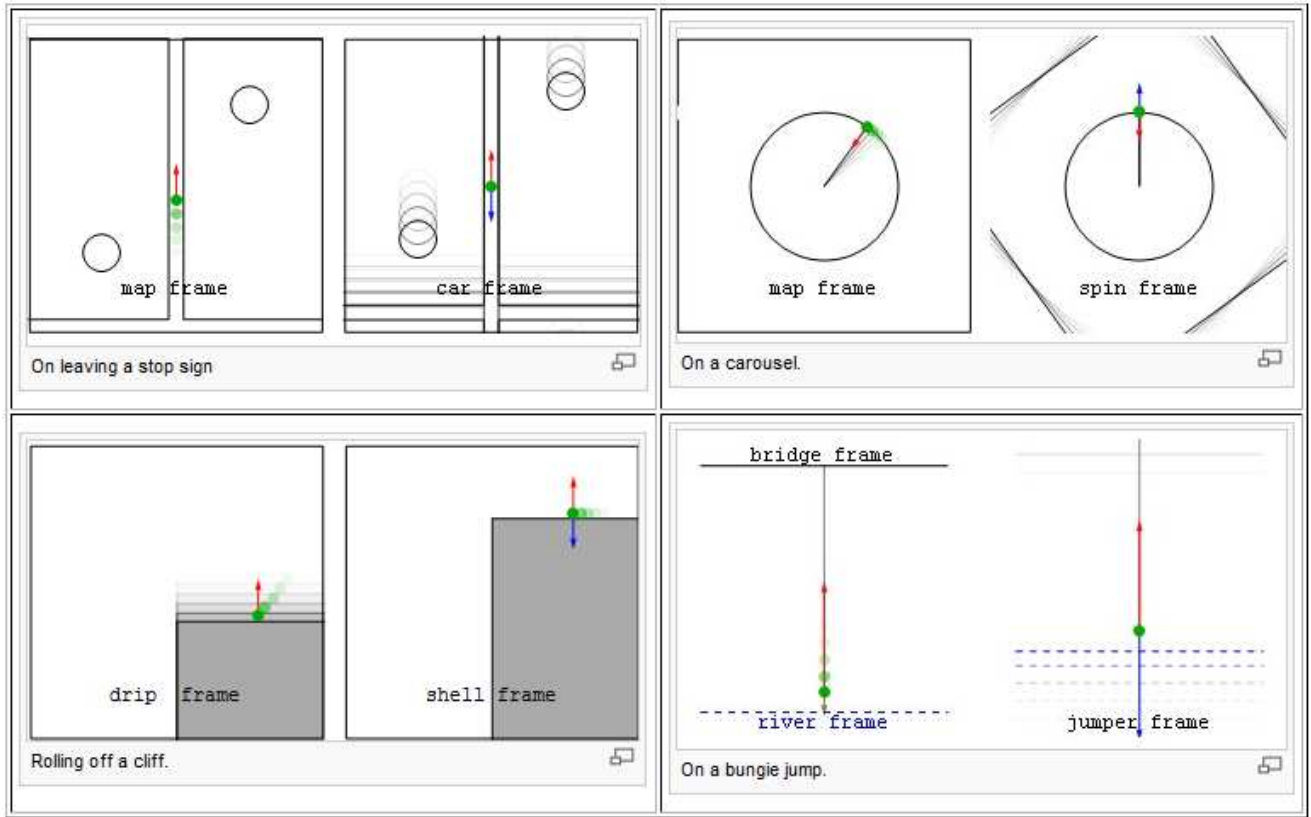 map frame
car frame
On leaving a stop sign
map frame
spin frame
On a carousel.
drip frame
shell frame
Rolling off a cliff.
bridge frame
river frame
jumper frame
On a bungie jump.